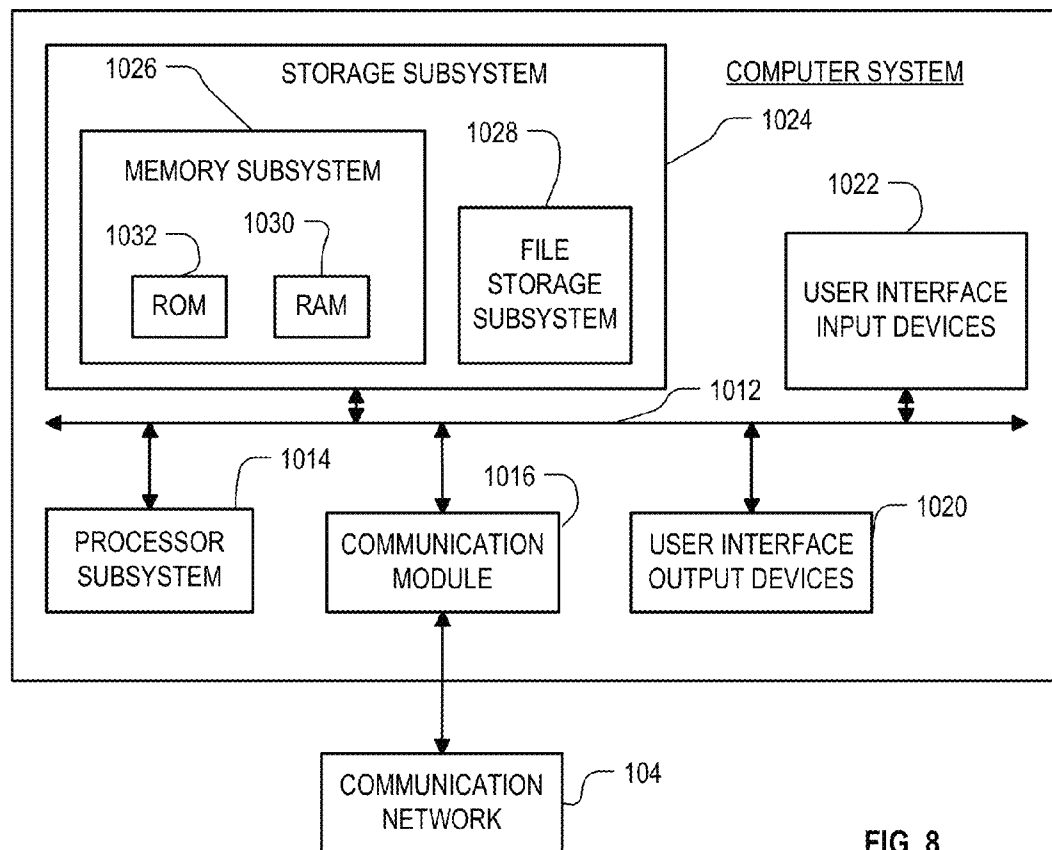 STORAGE SUBSYSTEM
COMPUTER SYSTEM
1026
1024
1028
MEMORY SUBSYSTEM
1022
1032
1030
FILE
STORAGE
SUBSYSTEM
ROM
RAM
USER INTERFACE
INPUT DEVICES
1012
1014
1016
1020
PROCESSOR
SUBSYSTEM
COMMUNICATION
MODULE
USER INTERFACE
OUTPUT DEVICES
COMMUNICATION
NETWORK
104
FIG. 8